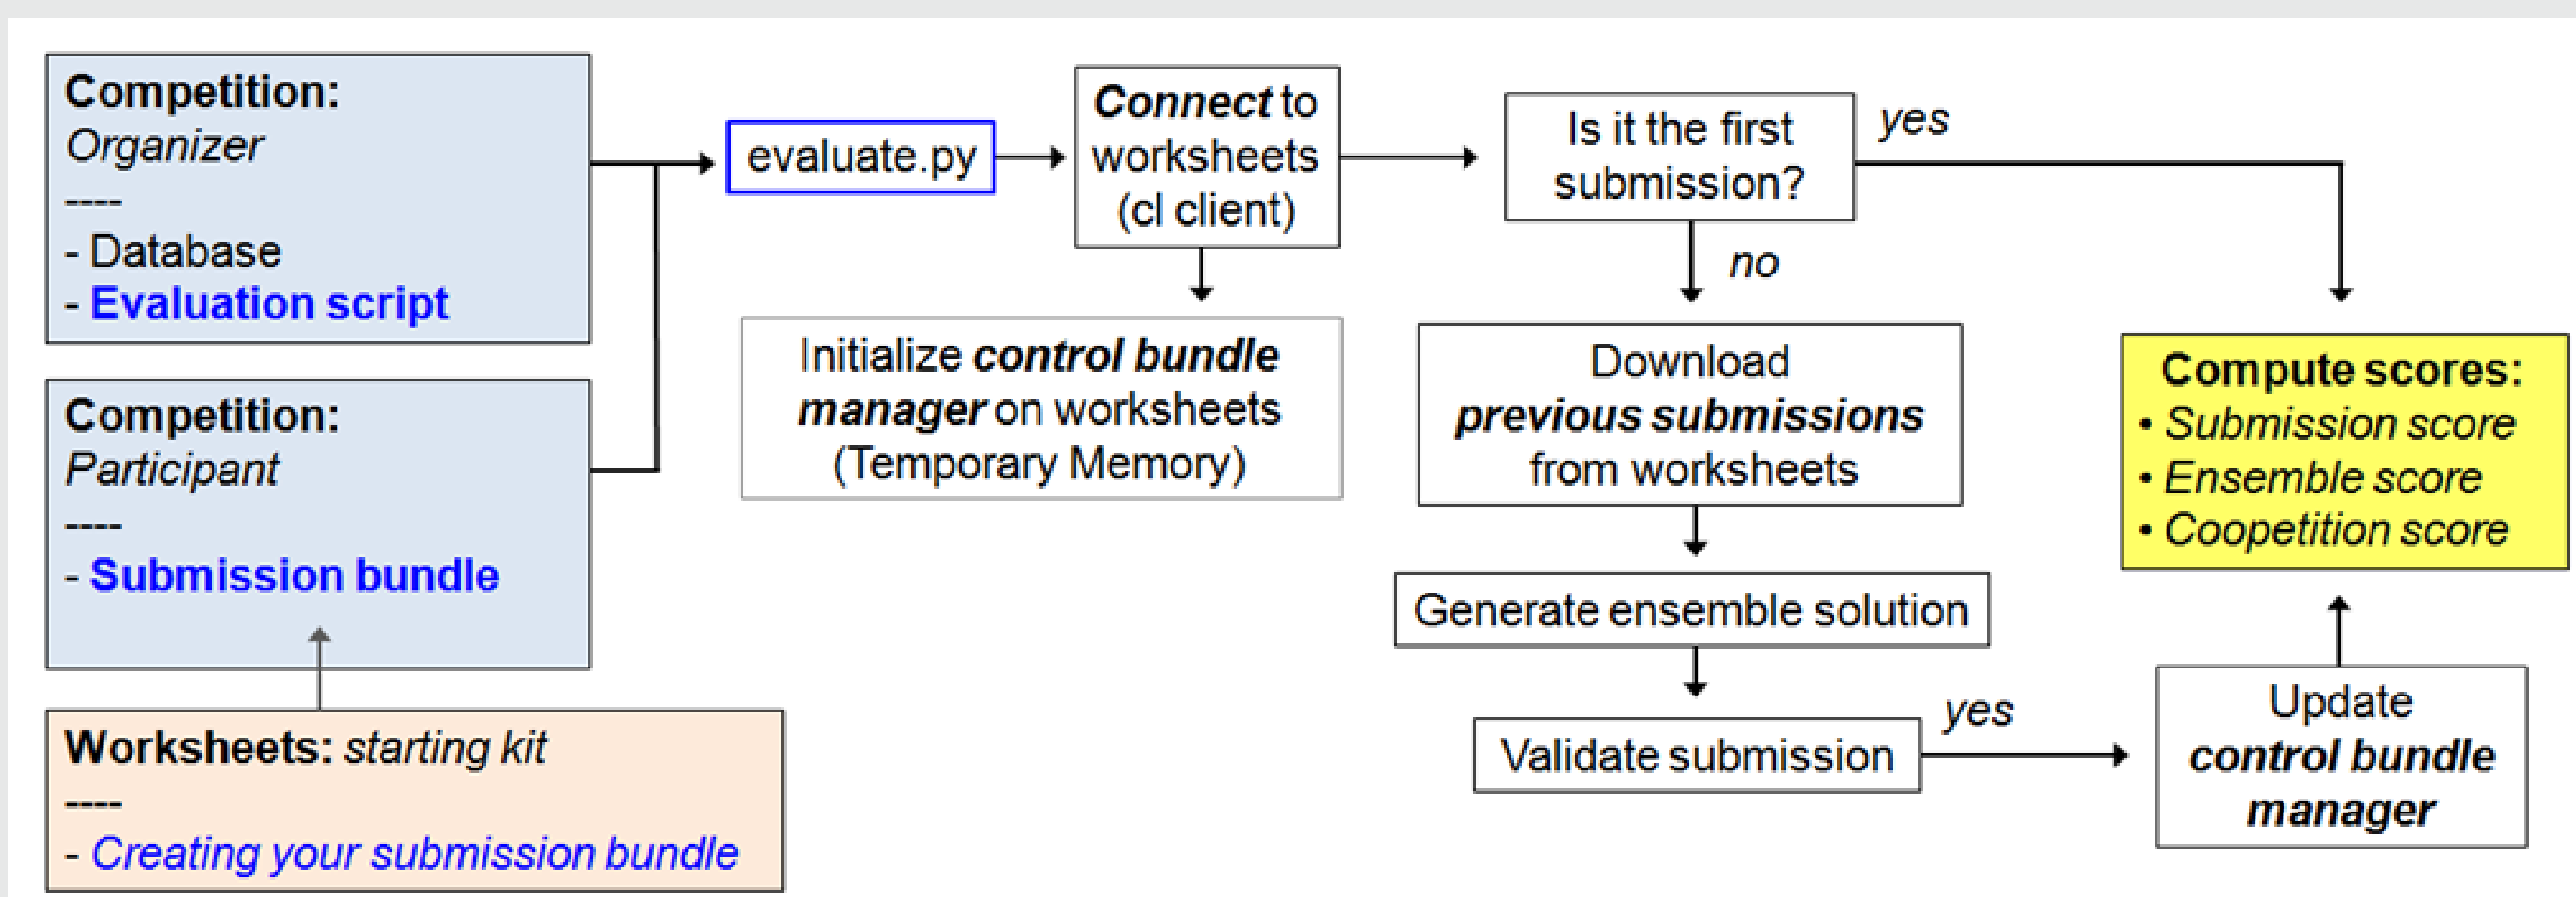 Competition:
Organizer
----
- Database
- Evaluation script
Competition:
Participant
----
- Submission bundle
Worksheets: starting kit
----
- Creating your submission bundle
evaluate.py
Connect to
worksheets
(cl client)
Initialize control bundle
manager on worksheets
(Temporary Memory)
Is it the first
submission?
yes
no
Download
previous submissions
from worksheets
Generate ensemble solution
Validate submission
yes
Update
control bundle
manager
Compute scores:
• Submission score
• Ensemble score
• Coopetition score